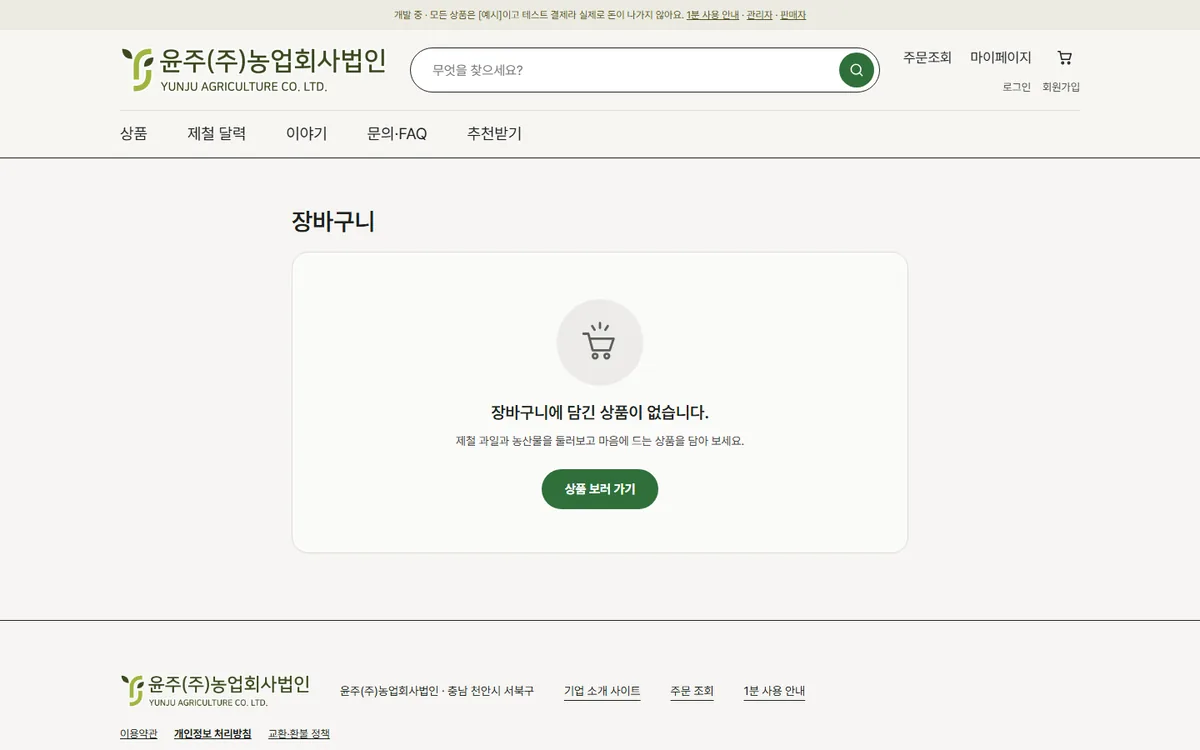 개발 중 · 모든 상품은 [예시]이고 테스트 결제라 실제로 돈이 나가지 않아요. 1분 사용 안내 · 관리자 · 판매자
윤주(주)농업회사법인
YUNJU AGRICULTURE CO. LTD.
무엇을 찾으세요?
주문조회 마이페이지
로그인 회원가입
상품 제철 달력 이야기 문의·FAQ 추천받기
장바구니
장바구니에 담긴 상품이 없습니다.
제철 과일과 농산물을 둘러보고 마음에 드는 상품을 담아 보세요.
상품 보러 가기
윤주(주)농업회사법인
YUNJU AGRICULTURE CO. LTD.
윤주(주)농업회사법인 · 충남 천안시 서북구 기업 소개 사이트 주문 조회 1분 사용 안내
이용약관 개인정보 처리방침 교환·환불 정책